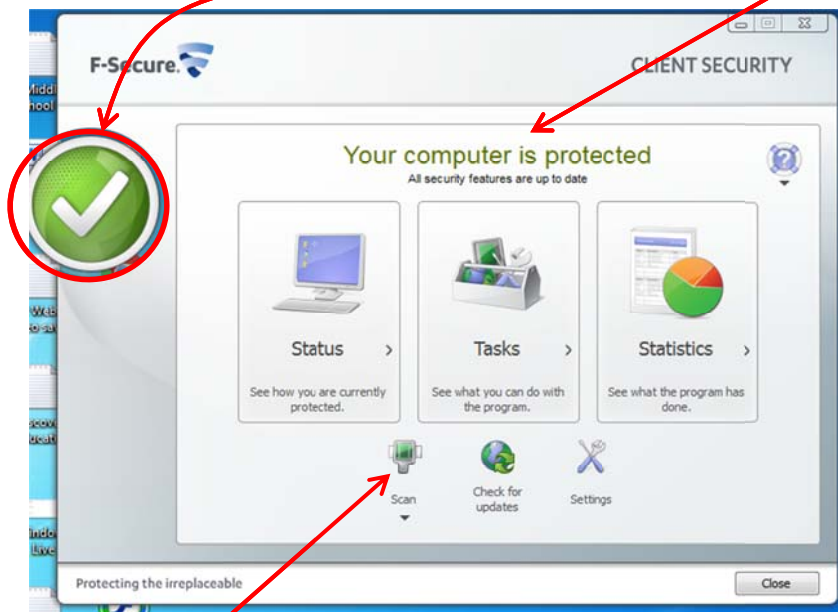 F-Secure.
CLIENT SECURITY
Your computer is protected
All security features are up to date
Status
Tasks
Statistics
See how you are currently
protected.
See what you can do with
the program.
See what the program has
done.
Scan
Check for
updates
Settings
Protecting the irreplaceable
Close